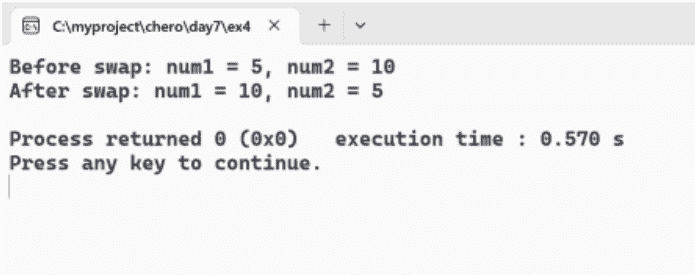 C:\myproject\chero\day7\ex4
Before swap: num1 = 5, num2 = 10
After swap: num1 = 10, num2 = 5
Process returned 0 (0x0)   execution time : 0.570 s
Press any key to continue.